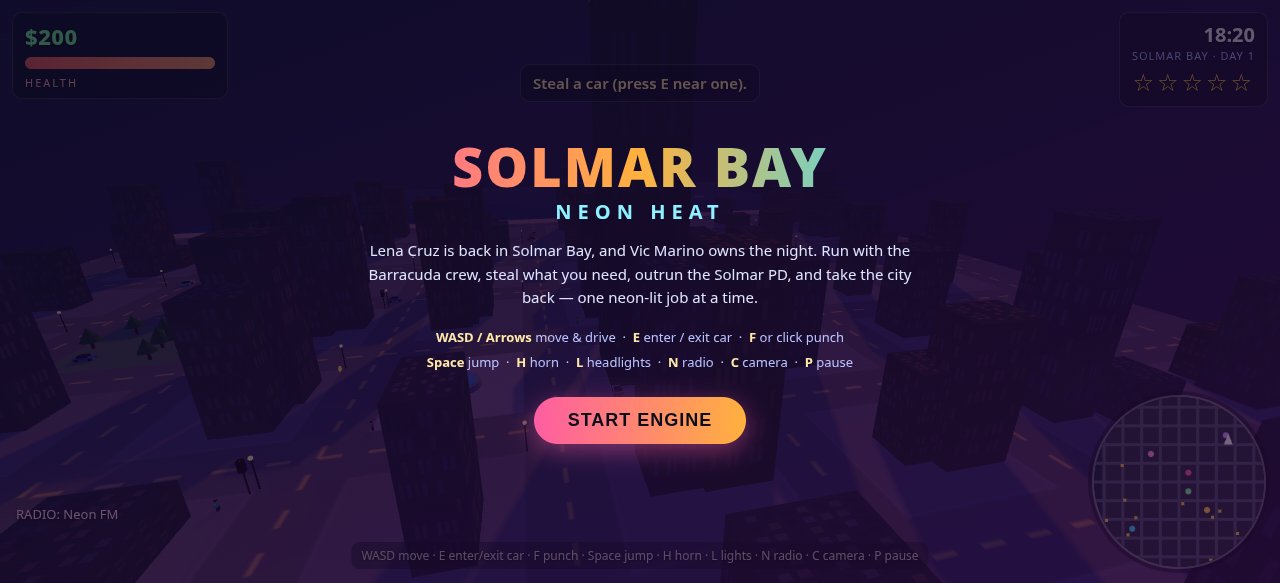 $200
HEALTH
18:20
SOLMAR BAY · DAY 1
☆☆☆☆☆
Steal a car (press E near one).
SOLMAR BAY
NEON HEAT
Lena Cruz is back in Solmar Bay, and Vic Marino owns the night. Run with the
Barracuda crew, steal what you need, outrun the Solmar PD, and take the city
back — one neon-lit job at a time.
WASD / Arrows move & drive · E enter / exit car · F or click punch
Space jump · H horn · L headlights · N radio · C camera · P pause
START ENGINE
RADIO: Neon FM
WASD move · E enter/exit car · F punch · Space jump · H horn · L lights · N radio · C camera · P pause